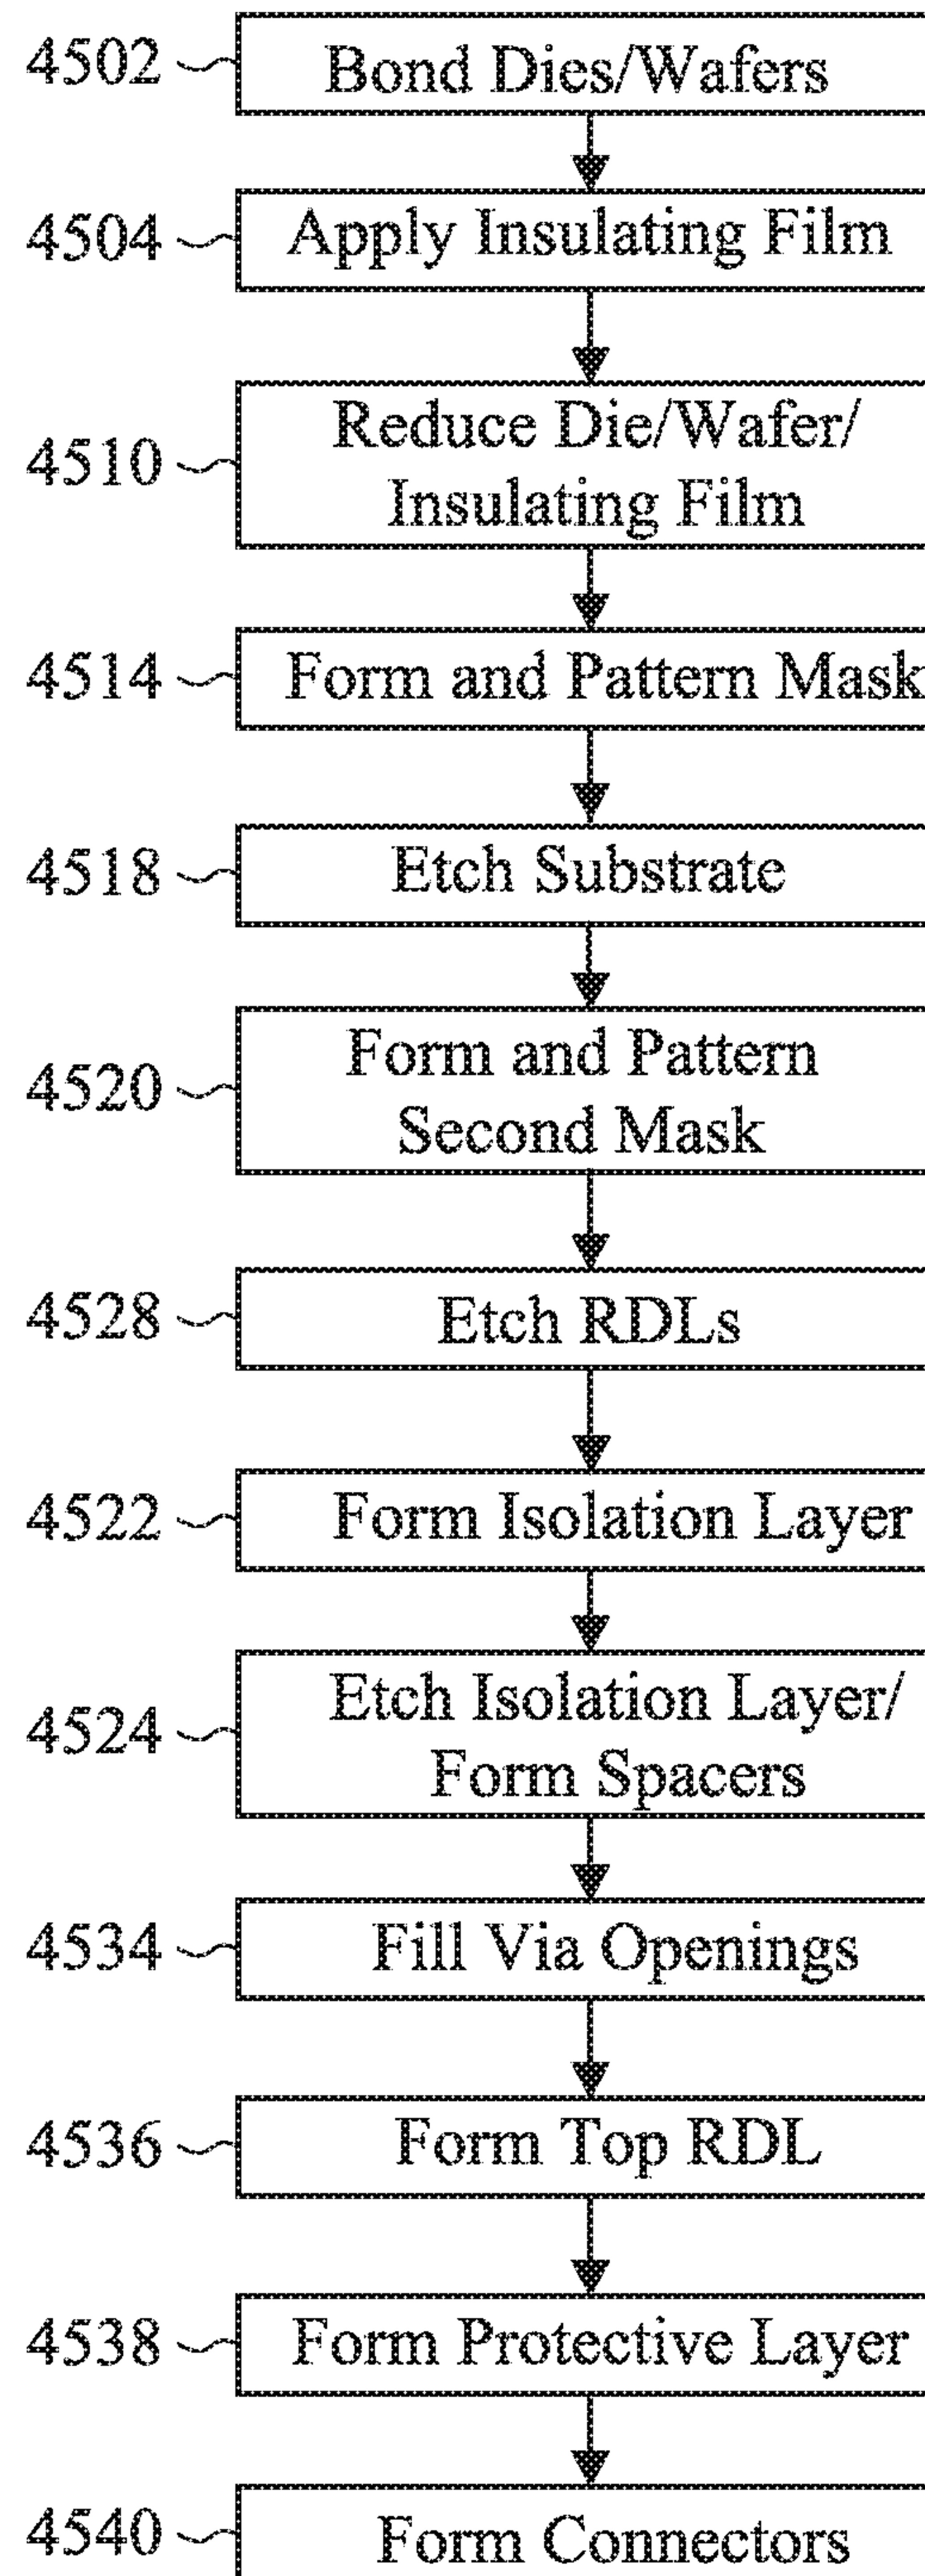 4502 Bond Dies/Wafers
4504 Apply Insulating Film
4510 Reduce Die/Wafer/
Insulating Film
4514 Form and Pattern Mask
4518 Etch Substrate
4520 Form and Pattern
Second Mask
4528 Etch RDLs
4522 Form Isolation Layer
4524 Etch Isolation Layer/
Form Spacers
4534 Fill Via Openings
4536 Form Top RDL
4538 Form Protective Layer
4540 Form Connectors